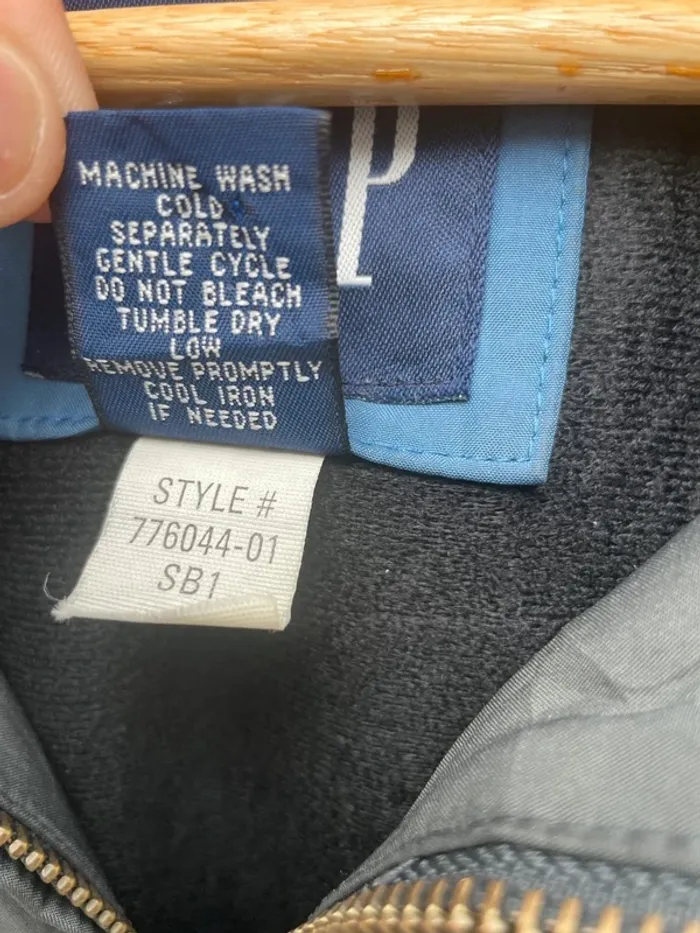 MACHINE WASH
COLD
SEPARATELY
GENTLE CYCLE
DO NOT BLEACH
TUMBLE DRY
LOW
REMOVE PROMPTLY
COOL IRON
IF NEEDED
P
STYLE #
776044-01
SB1